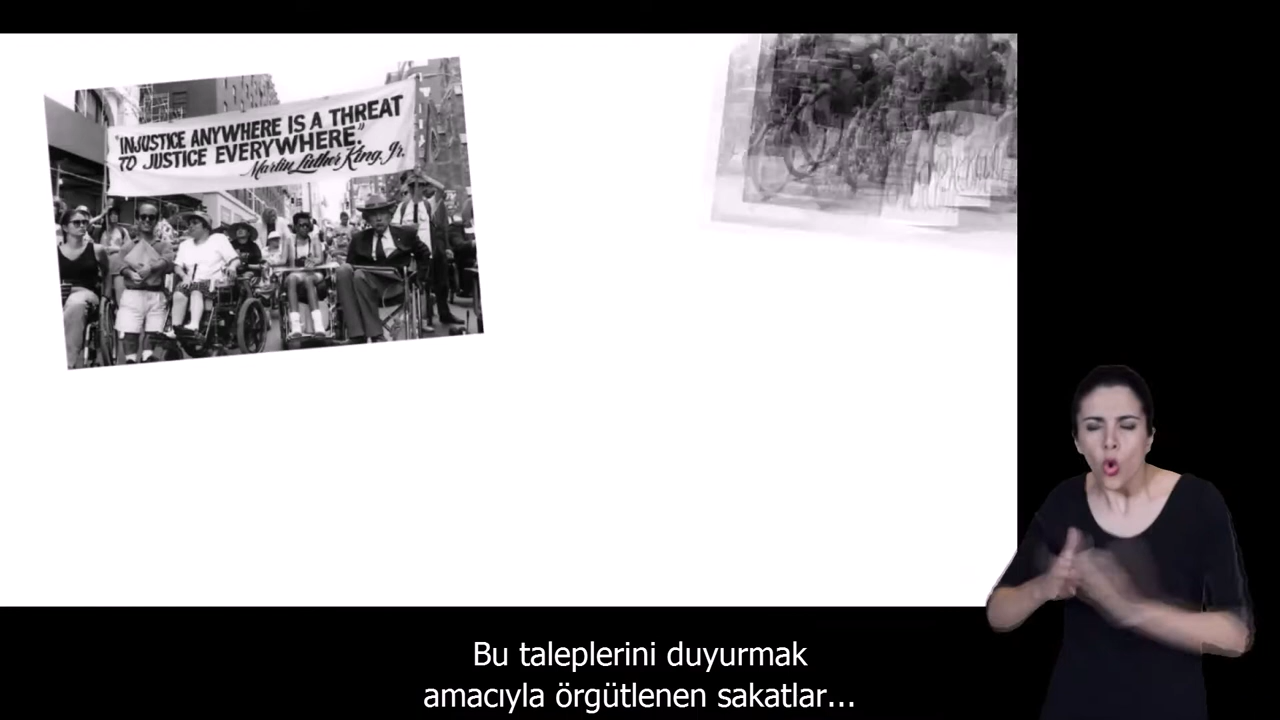 "INJUSTICE ANYWHERE IS A THREAT
TO JUSTICE EVERYWHERE."
Martin Luther King, Jr.
Bu taleplerini duyurmak
amacıyla örgütlenen sakatlar...